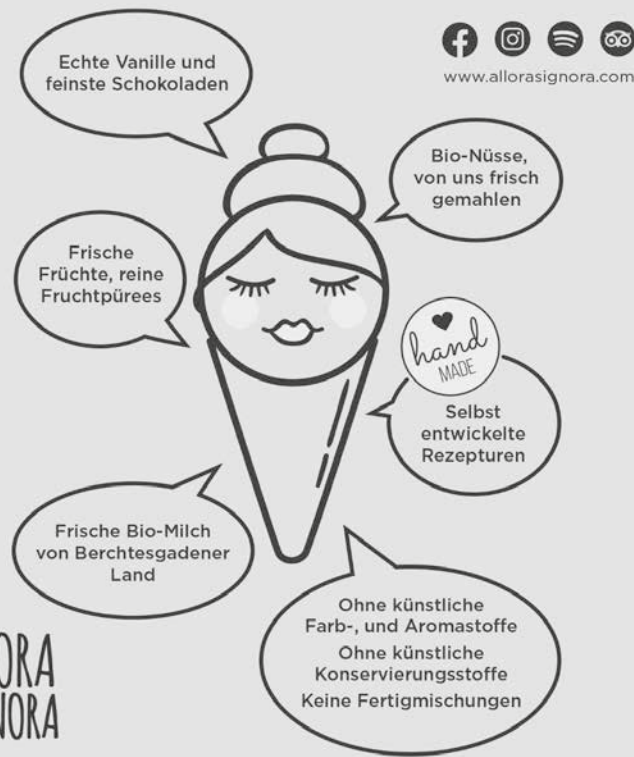 www.allorasignora.com
Echte Vanille und
feinste Schokoladen
Bio-Nüsse,
von uns frisch
gemahlen
Frische
Früchte, reine
Fruchtpürees
hand
MADE
Selbst
entwickelte
Rezepturen
Frische Bio-Milch
von Berchtesgadener
Land
Ohne künstliche
Farb-, und Aromastoffe
Ohne künstliche
Konservierungsstoffe
Keine Fertigmischungen